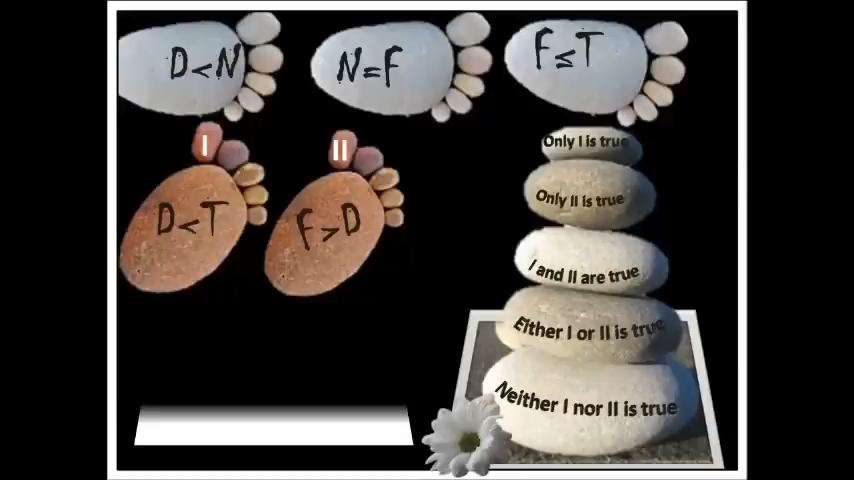 D<N
N=F
F≤T
I
II
D<T
F>D
Only I is true
Only II is true
I and II are true
Either I or II is true
Neither I nor II is true